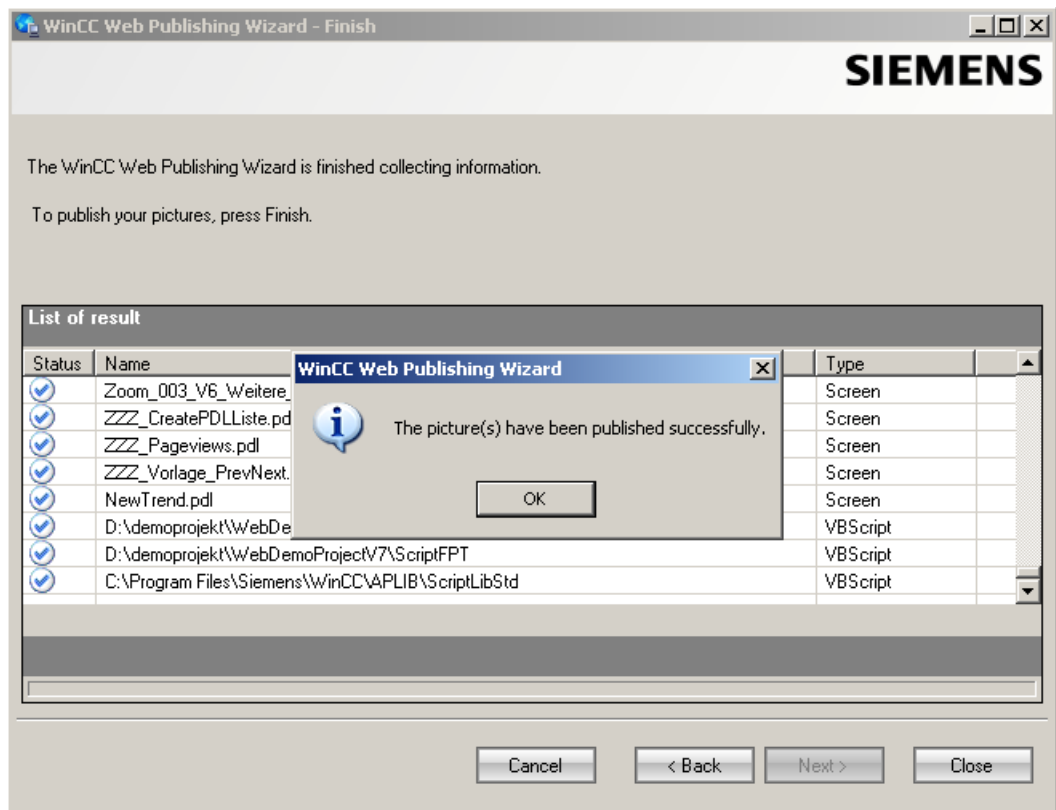 WinCC Web Publishing Wizard - Finish
SIEMENS
The WinCC Web Publishing Wizard is finished collecting information.
To publish your pictures, press Finish.
List of result
Status Name Type
Zoom_003_V6_Weitere_ Screen
ZZZ_CreatePDLListe.pd Screen
ZZZ_Pageviews.pdl Screen
ZZZ_Vorlage_PrevNext. Screen
NewTrend.pdl Screen
D:\demoprojekt\WebDe VBScript
D:\demoprojekt\WebDemoProjectV7\ScriptFPT VBScript
C:\Program Files\Siemens\WinCC\APLIB\ScriptLibStd VBScript
WinCC Web Publishing Wizard
The picture(s) have been published successfully.
OK
Cancel < Back Next > Close